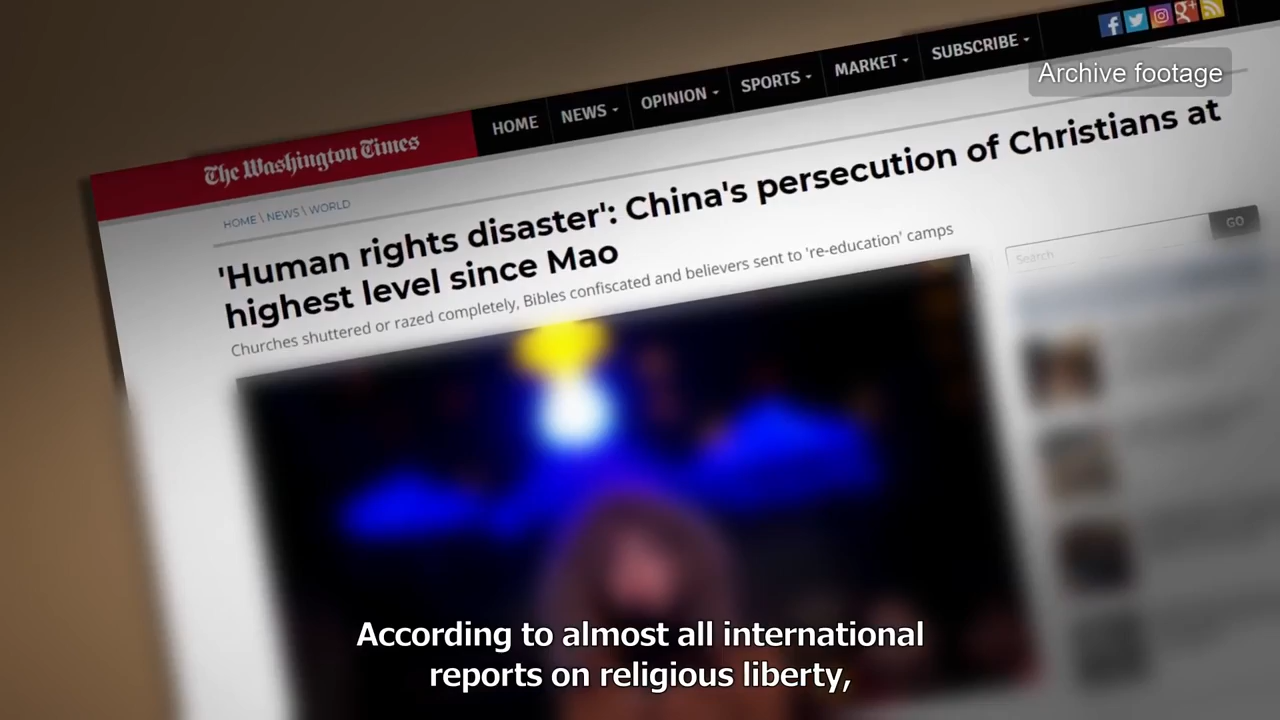 HOME NEWS OPINION SPORTS MARKET SUBSCRIBE
Archive footage
The Washington Times
HOME \ NEWS \ WORLD
'Human rights disaster': China's persecution of Christians at
highest level since Mao
Churches shuttered or razed completely, Bibles confiscated and believers sent to 're-education' camps
Search
GO
According to almost all international
reports on religious liberty,